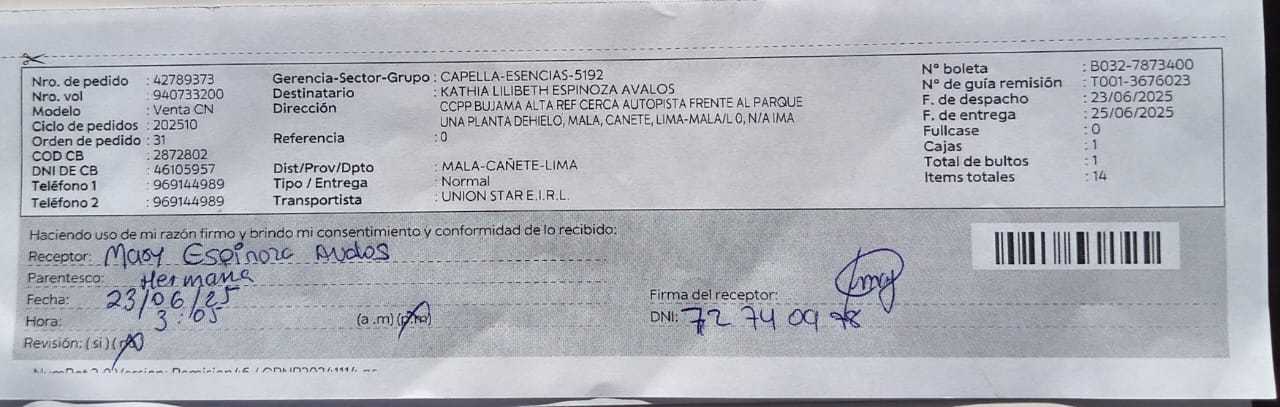 Nro. de pedido : 42789373
Nro. vol : 940733200
Modelo : Venta CN
Ciclo de pedidos : 202510
Orden de pedido : 31
COD CB : 2872802
DNI DE CB : 46105957
Teléfono 1 : 969144989
Teléfono 2 : 969144989
Gerencia-Sector-Grupo : CAPELLA-ESENCIAS-5192
Destinatario : KATHIA LILIBETH ESPINOZA AVALOS
Dirección : CCPP BUJAMA ALTA REF CERCA AUTOPISTA FRENTE AL PARQUE
UNA PLANTA DEHIELO, MALA, CANETE, LIMA-MALA/L 0, N/A IMA
Referencia : 0
Dist/Prov/Dpto : MALA-CAÑETE-LIMA
Tipo / Entrega : Normal
Transportista : UNION STAR E.I.R.L.
N° boleta : B032-7873400
N° de guía remisión : T001-3676023
F. de despacho : 23/06/2025
F. de entrega : 25/06/2025
Fullcase : 0
Cajas : 1
Total de bultos : 1
Items totales : 14
Haciendo uso de mi razón firmo y brindo mi consentimiento y conformidad de lo recibido:
Receptor: Mary Espinoza Avalos
Parentesco: Hermana
Fecha: 23/06/25
Hora: 3:05 (a .m) (p.m)
Revisión: ( si ) ( no )
Firma del receptor:
DNI: 72740978